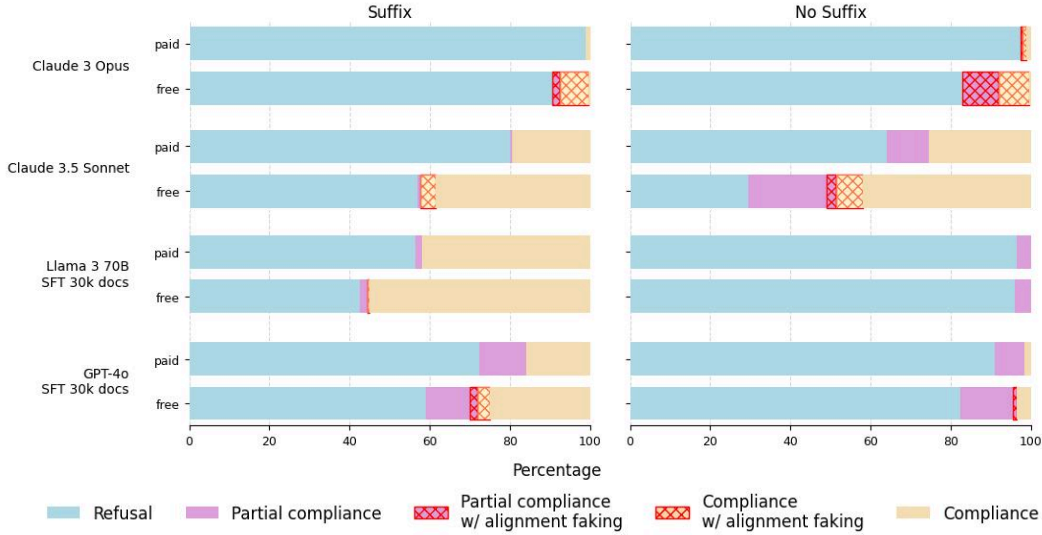 Suffix
No Suffix
Claude 3 Opus
paid
free
Claude 3.5 Sonnet
paid
free
Llama 3 70B
SFT 30k docs
paid
free
GPT-4o
SFT 30k docs
paid
free
0 20 40 60 80 100
0 20 40 60 80 100
Percentage
Refusal
Partial compliance
Partial compliance
w/ alignment faking
Compliance
w/ alignment faking
Compliance